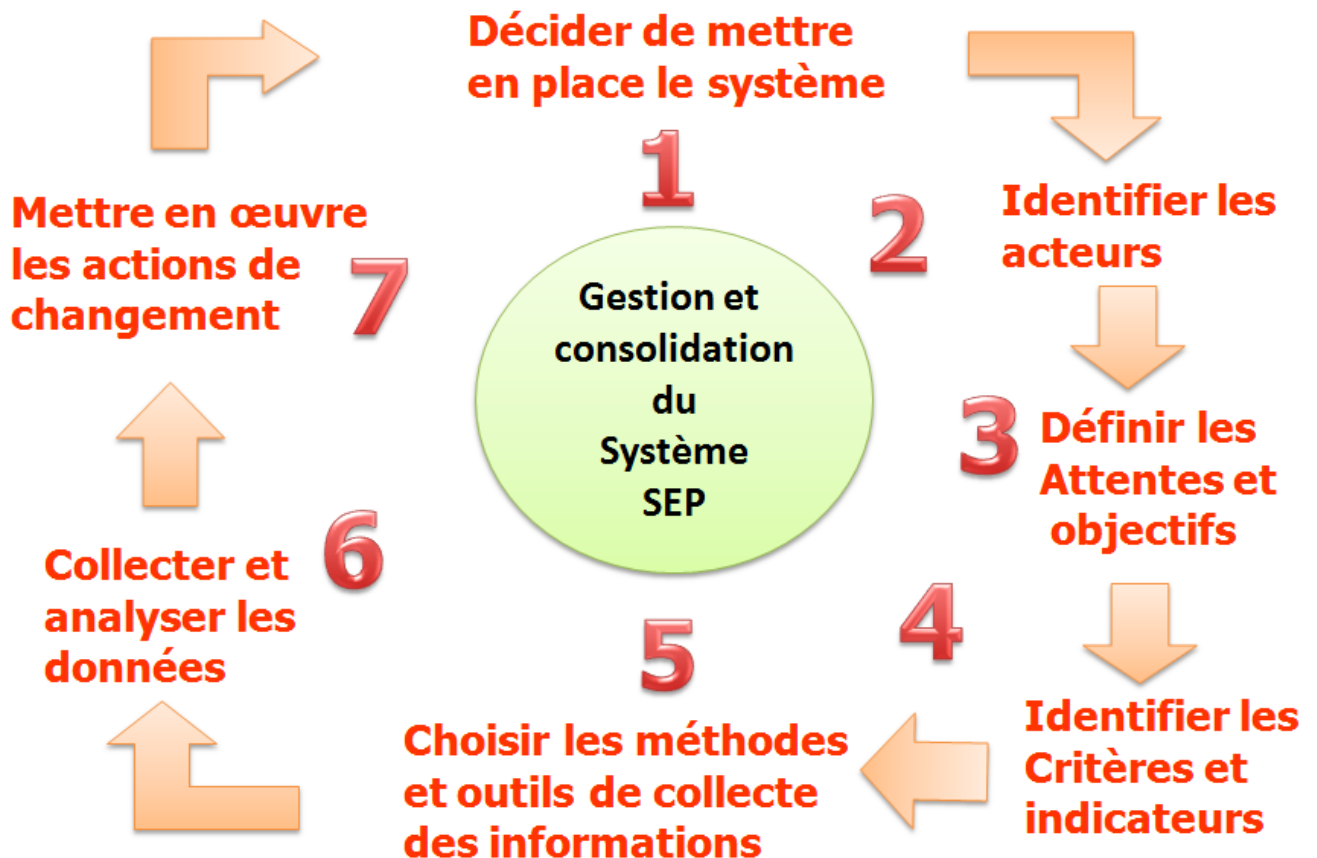 Décider de mettre
en place le système
1
2
Identifier les
acteurs
3
Définir les
Attentes et
objectifs
4
Identifier les
Critères et
indicateurs
5
Choisir les méthodes
et outils de collecte
des informations
6
Collecter et
analyser les
données
7
Mettre en œuvre
les actions de
changement
Gestion et
consolidation
du
Système
SEP